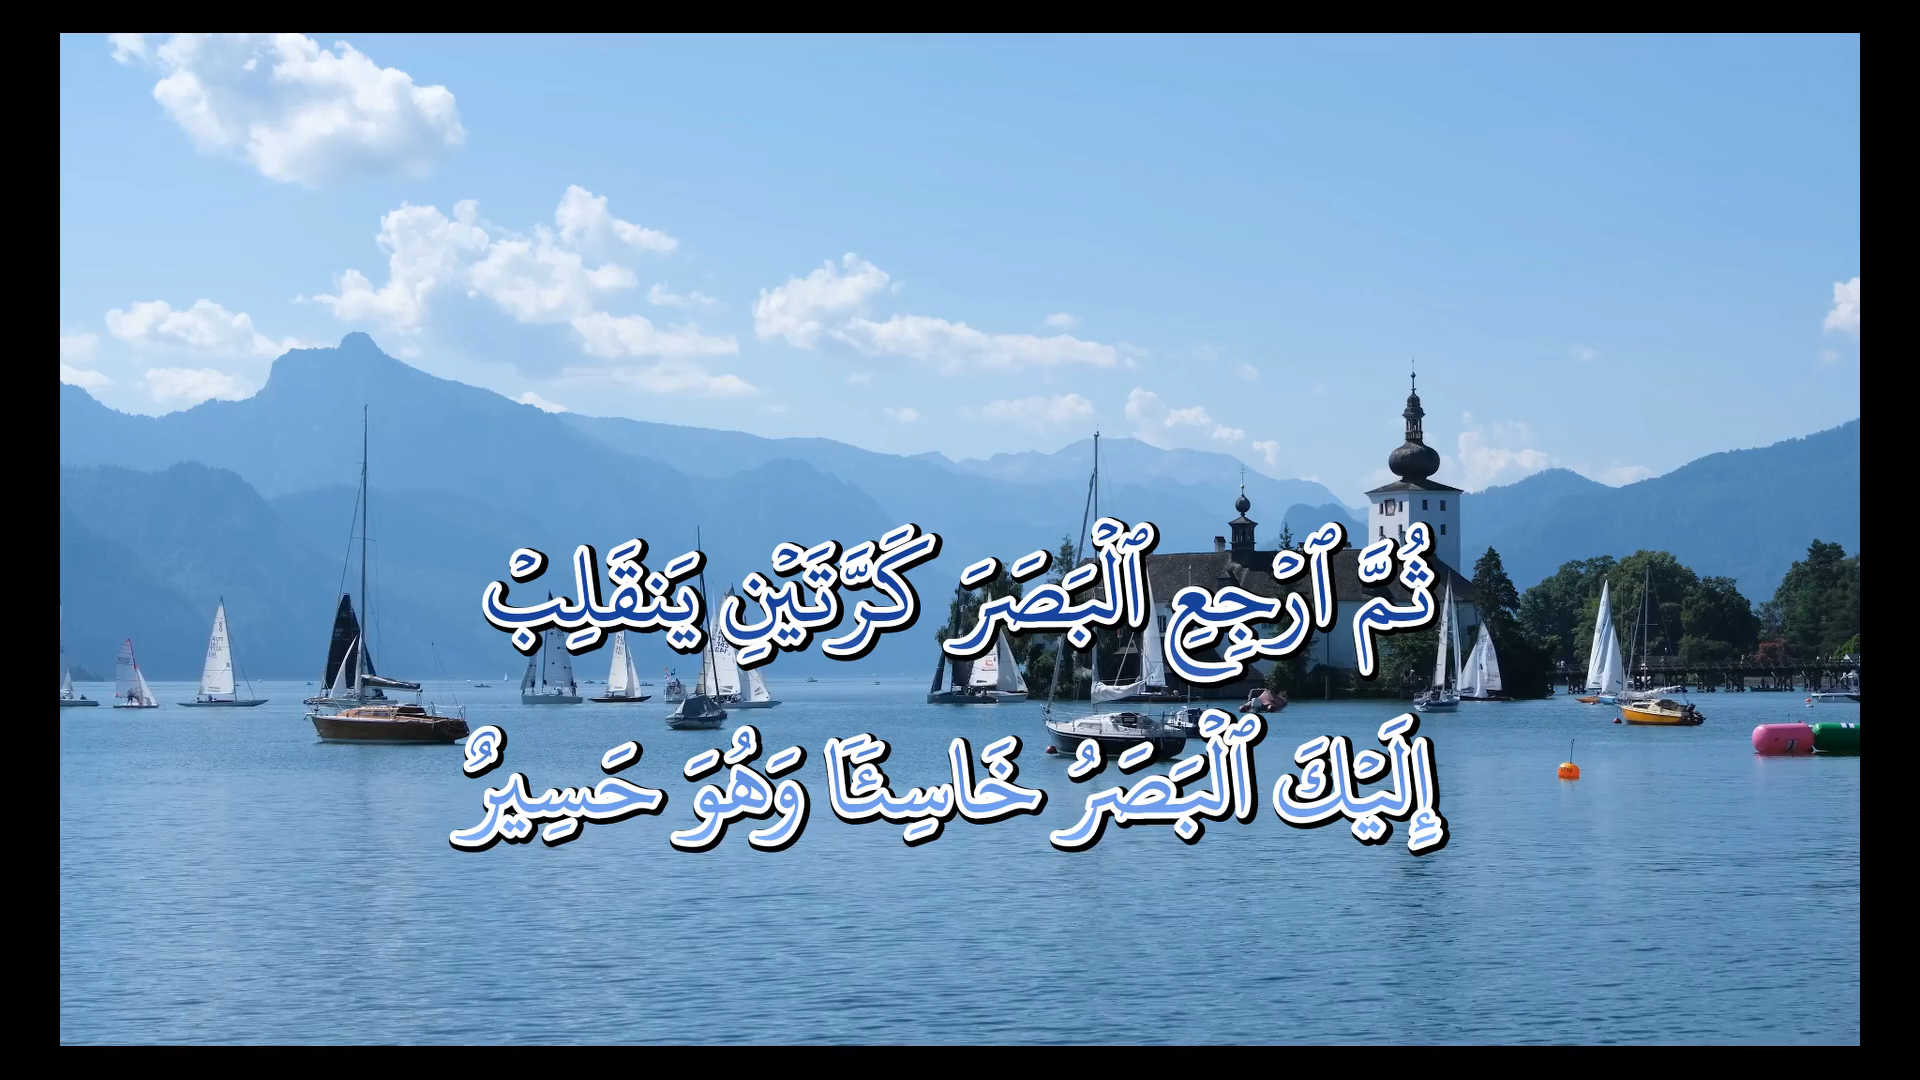 ثُمَّ ٱرْجِعِ ٱلْبَصَرَ كَرَّتَيْنِ يَنقَلِبْ
إِلَيْكَ ٱلْبَصَرُ خَاسِئًا وَهُوَ حَسِيرٌ